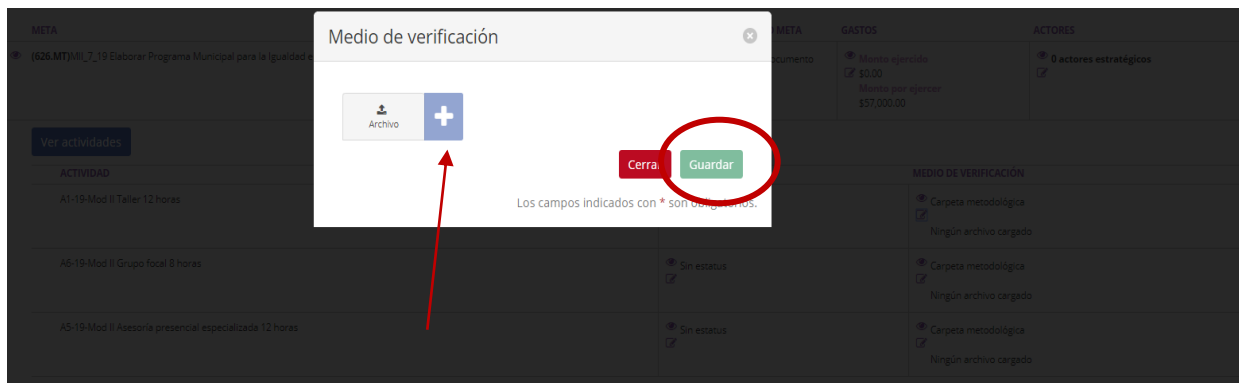 META
META
GASTOS
ACTORES
(626.MT)MII_7_19 Elaborar Programa Municipal para la Igualdad e
ocumento
Monto ejercido
$0.00
Monto por ejercer
$57,000.00
0 actores estratégicos
Medio de verificación
Archivo
Cerrar
Guardar
Los campos indicados con * son obligatorios.
Ver actividades
ACTIVIDAD
MEDIO DE VERIFICACIÓN
A1-19-Mod II Taller 12 horas
Carpeta metodológica
Ningún archivo cargado
A6-19-Mod II Grupo focal 8 horas
Sin estatus
Carpeta metodológica
Ningún archivo cargado
A5-19-Mod II Asesoría presencial especializada 12 horas
Sin estatus
Carpeta metodológica
Ningún archivo cargado